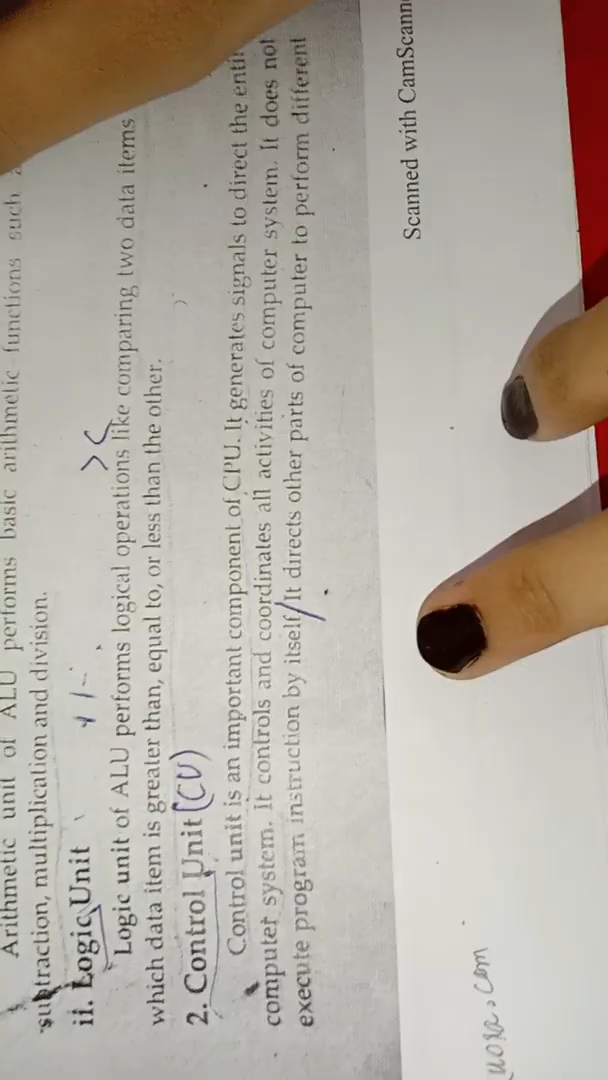 Arithmetic unit of ALU performs basic arithmetic functions such
subtraction, multiplication and division.
ii. Logic Unit
Logic unit of ALU performs logical operations like comparing two data items
which data item is greater than, equal to, or less than the other.
2. Control Unit (CU)
Control unit is an important component of CPU. It generates signals to direct the
computer system. It controls and coordinates all activities of computer system. It does not
execute program instruction by itself/It directs other parts of computer to perform different
Scanned with